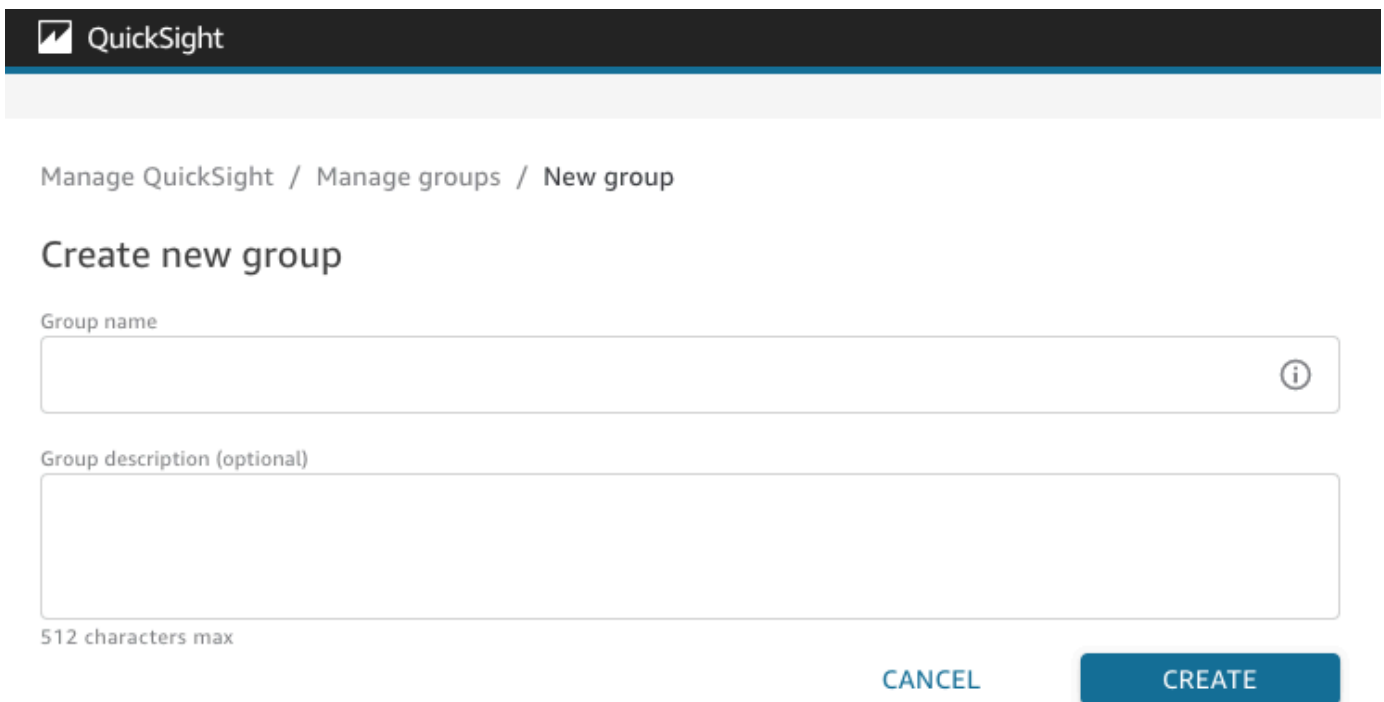 QuickSight
Manage QuickSight / Manage groups / New group
Create new group
Group name
Group description (optional)
512 characters max
CANCEL CREATE